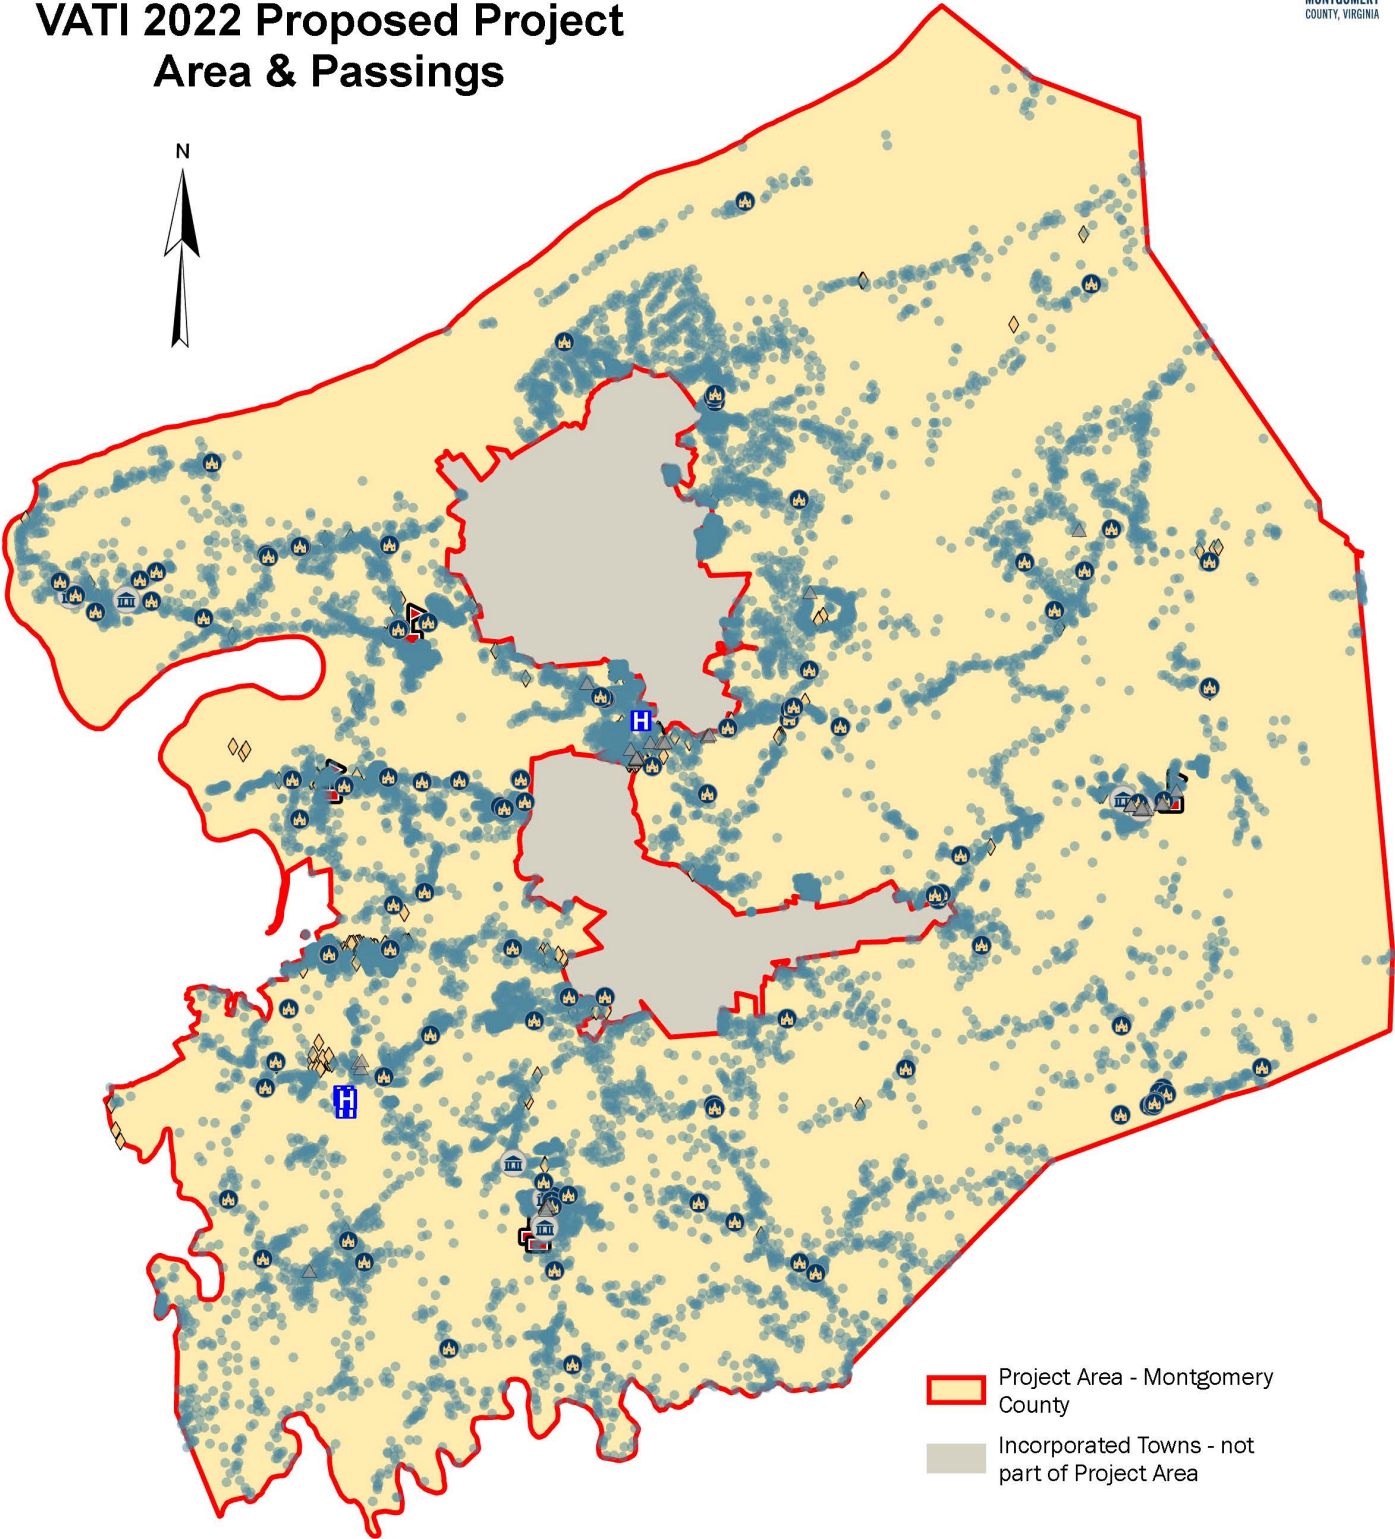 VATI 2022 Proposed Project
Area & Passings
MONTGOMERY
COUNTY, VIRGINIA
N
H
H
Project Area - Montgomery
County
Incorporated Towns - not
part of Project Area